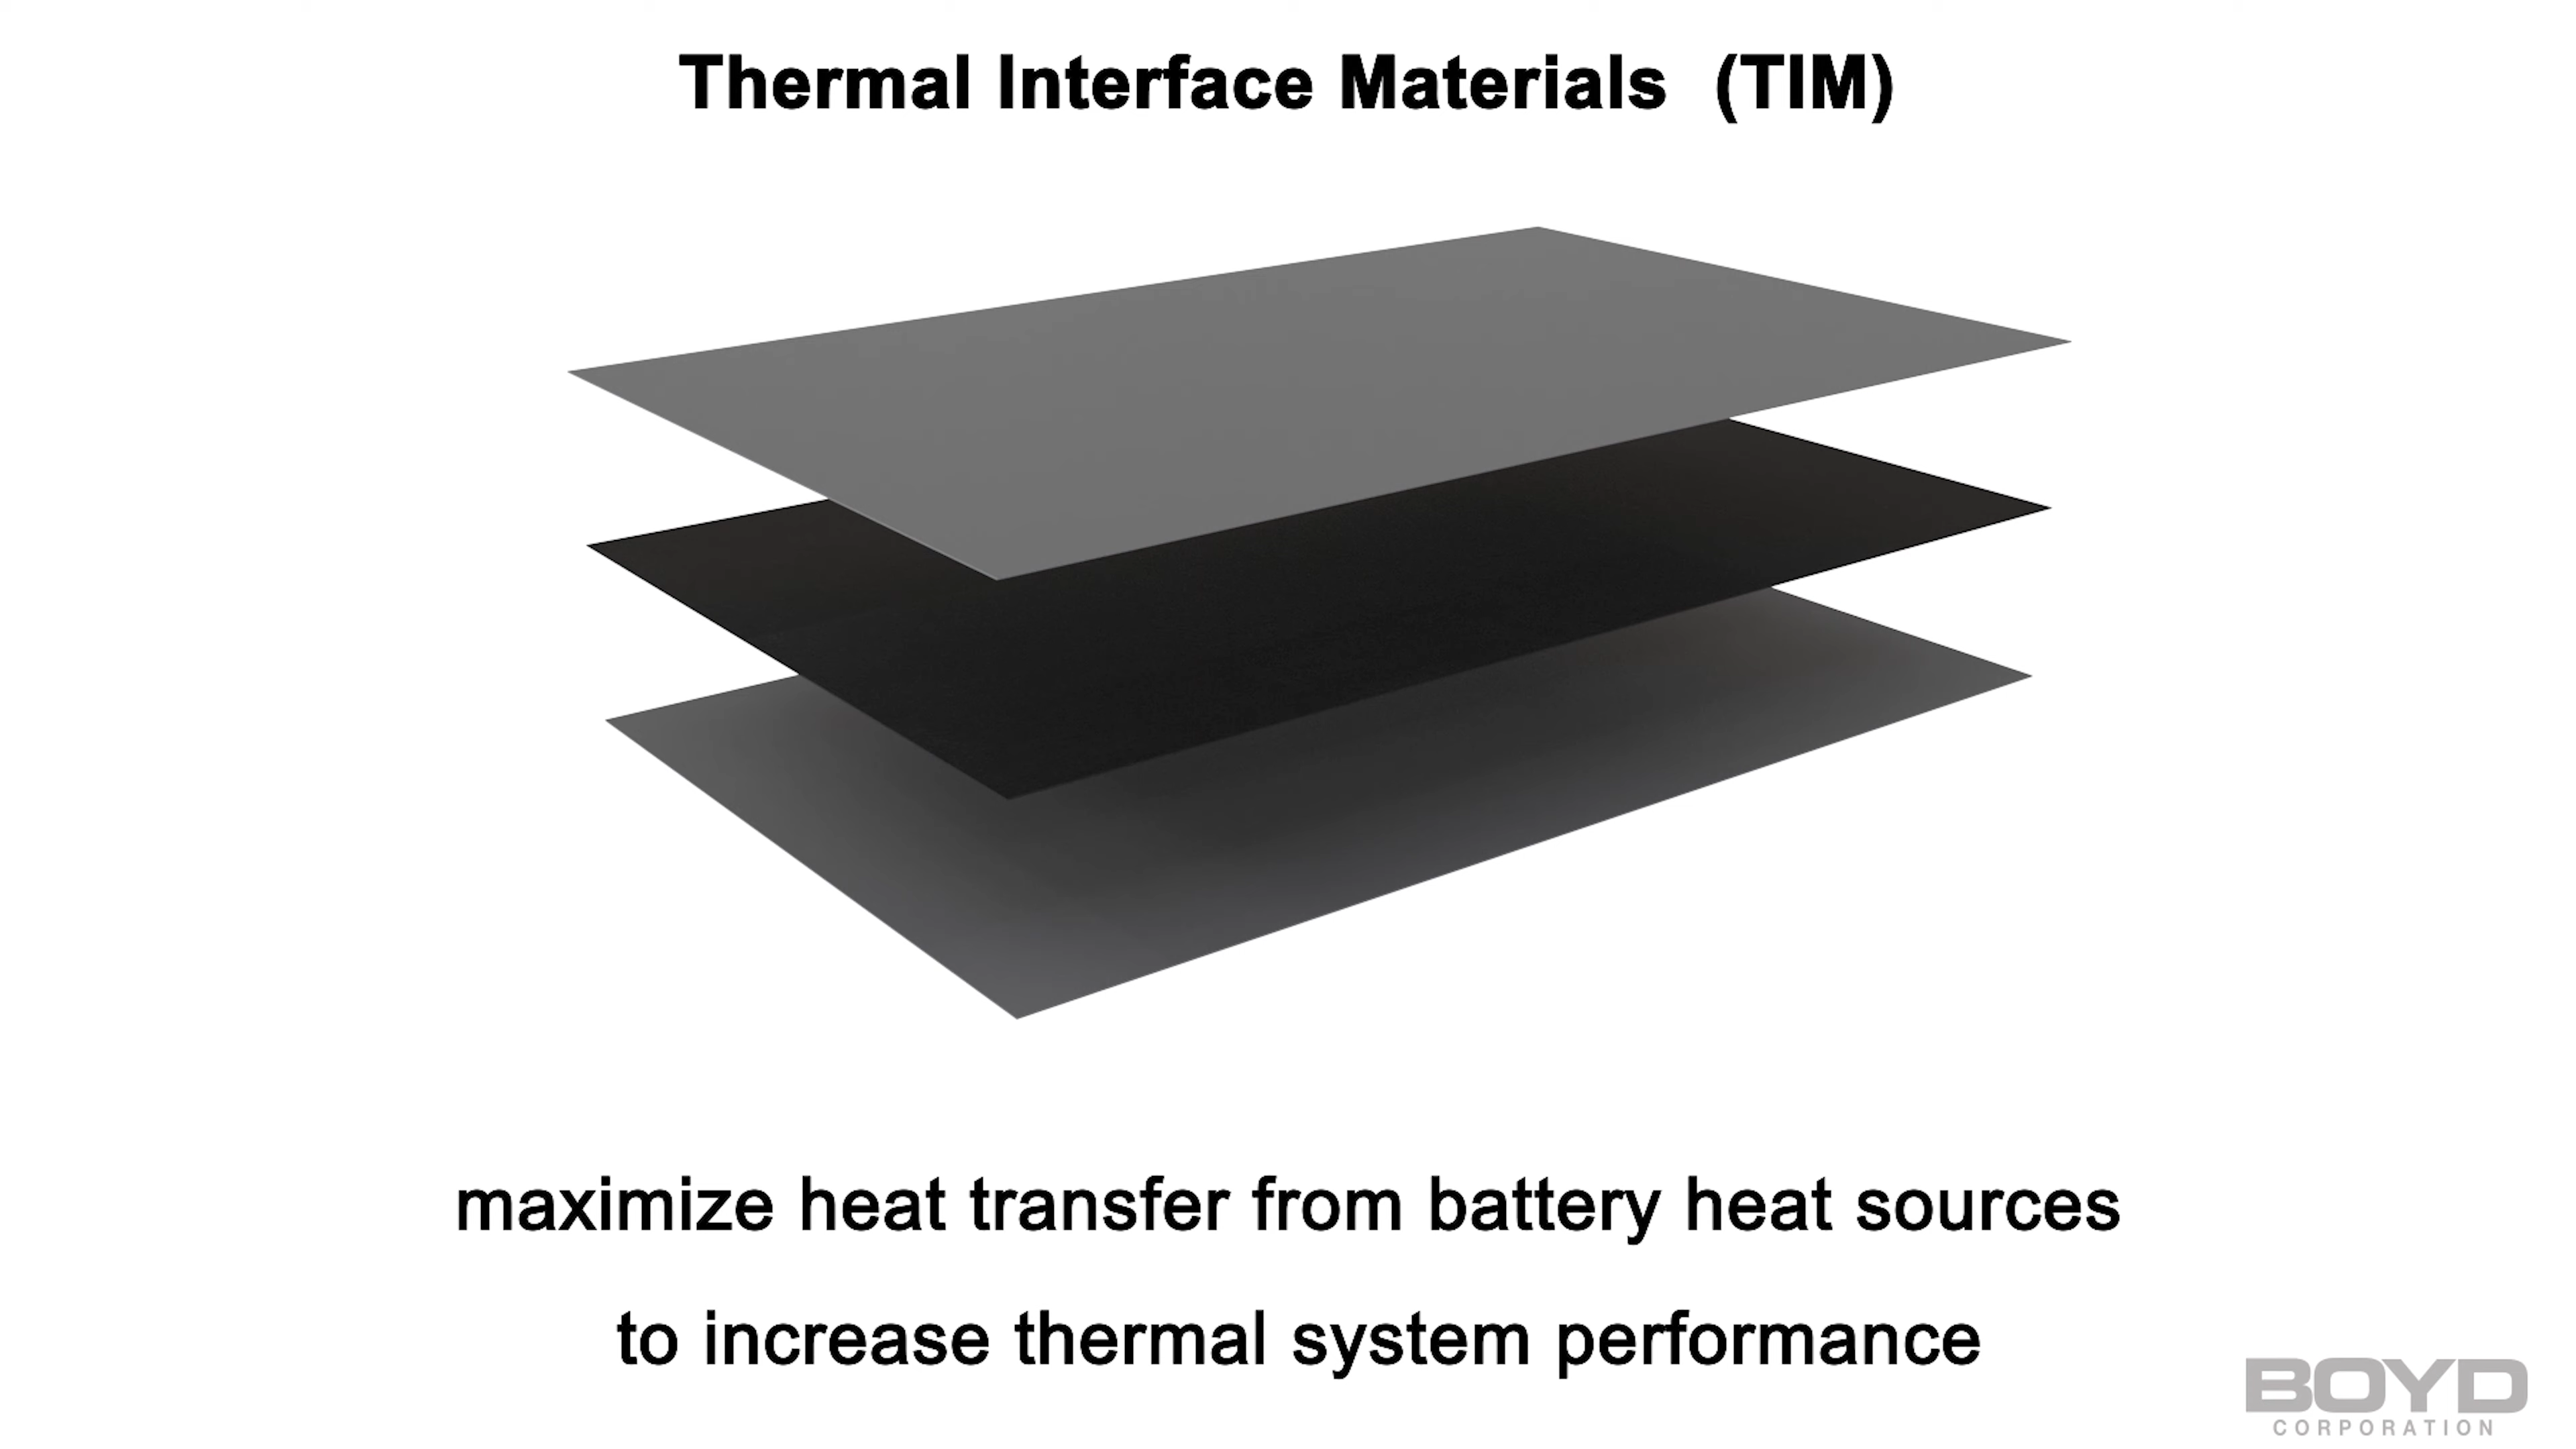 Thermal Interface Materials (TIM)
maximize heat transfer from battery heat sources
to increase thermal system performance
BOYD
CORPORATION